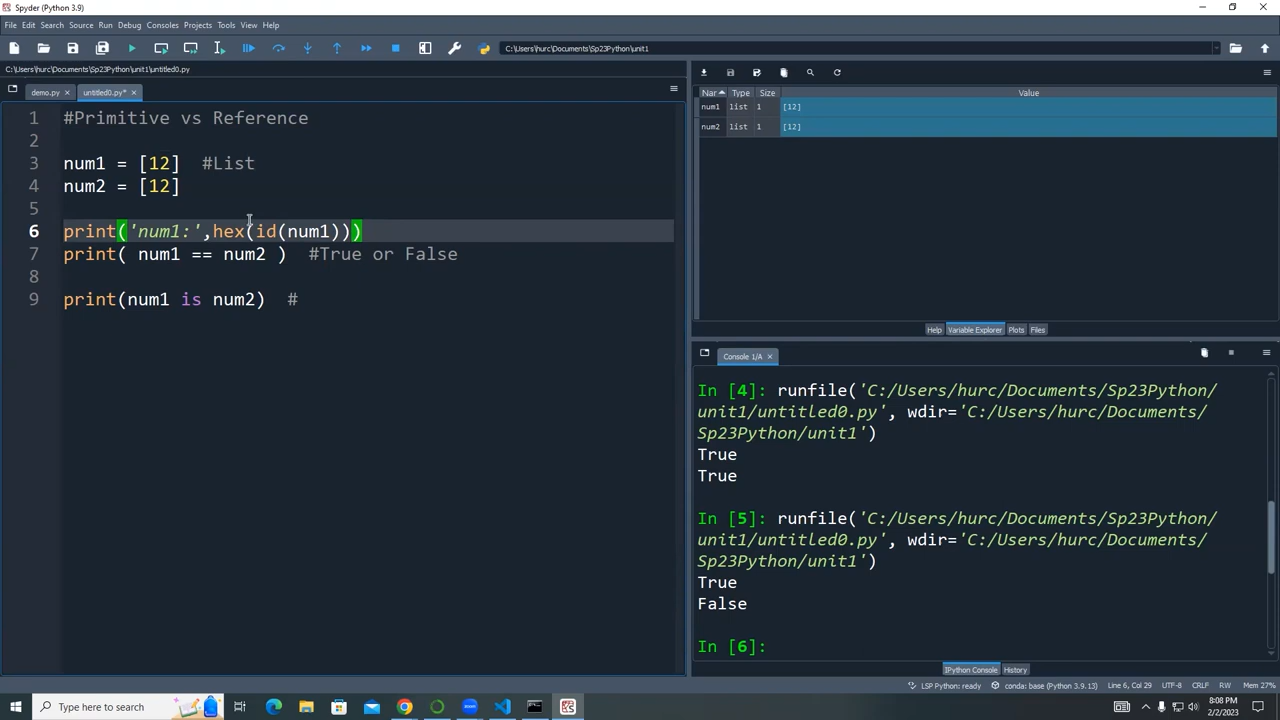 Spyder (Python 3.9)
File Edit Search Source Run Debug Consoles Projects Tools View Help
C:\Users\hurc\Documents\Sp23Python\unit1
C:\Users\hurc\Documents\Sp23Python\unit1\untitled0.py
demo.py untitled0.py*
1 #Primitive vs Reference
2
3 num1 = [12] #List
4 num2 = [12]
5
6 print('num1:',hex(id(num1)))
7 print( num1 == num2 ) #True or False
8
9 print(num1 is num2) #
Nar Type Size Value
num1 list 1 [12]
num2 list 1 [12]
Help Variable Explorer Plots Files
Console 1/A
In [4]: runfile('C:/Users/hurc/Documents/Sp23Python/
unit1/untitled0.py', wdir='C:/Users/hurc/Documents/
Sp23Python/unit1')
True
True
In [5]: runfile('C:/Users/hurc/Documents/Sp23Python/
unit1/untitled0.py', wdir='C:/Users/hurc/Documents/
Sp23Python/unit1')
True
False
In [6]:
IPython Console History
LSP Python: ready conda: base (Python 3.9.13) Line 6, Col 29 UTF-8 CRLF RW Mem 27%
Type here to search
8:08 PM
2/2/2023